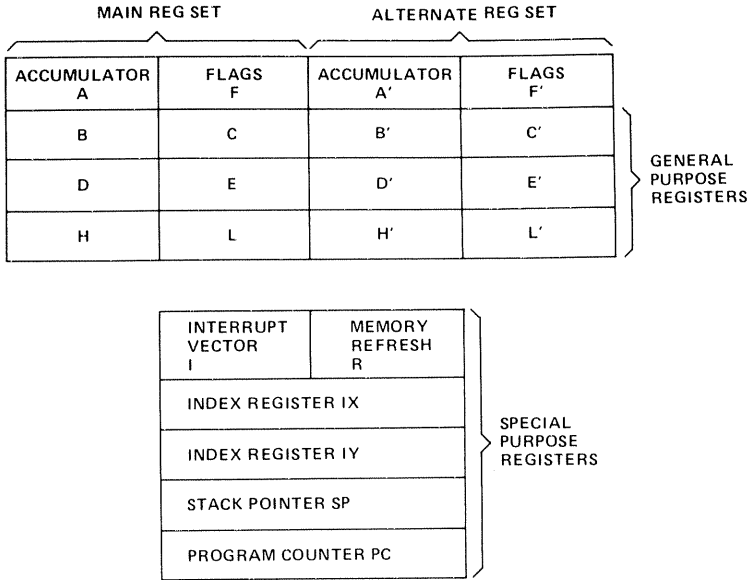 MAIN REG SET
ALTERNATE REG SET
ACCUMULATOR
A
FLAGS
F
ACCUMULATOR
A'
FLAGS
F'
B
C
B'
C'
D
E
D'
E'
H
L
H'
L'
GENERAL
PURPOSE
REGISTERS
INTERRUPT
VECTOR
I
MEMORY
REFRESH
R
INDEX REGISTER IX
INDEX REGISTER IY
STACK POINTER SP
PROGRAM COUNTER PC
SPECIAL
PURPOSE
REGISTERS